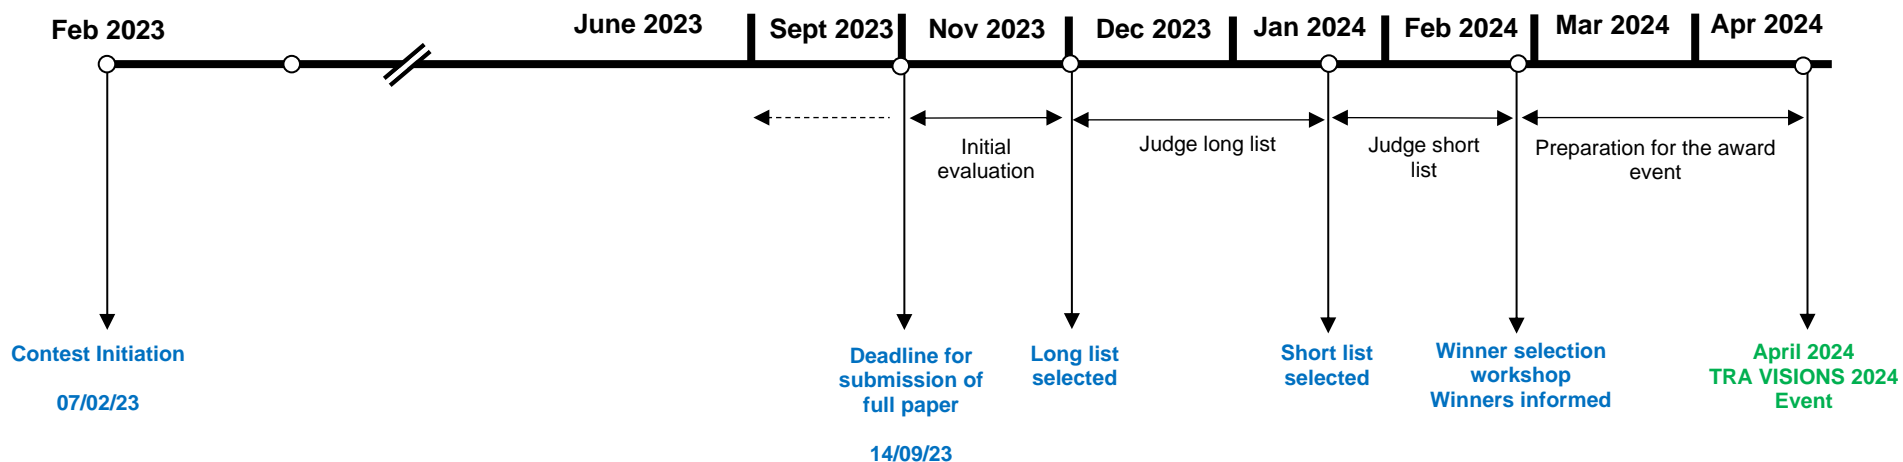 Feb 2023
June 2023
Sept 2023
Nov 2023
Dec 2023
Jan 2024
Feb 2024
Mar 2024
Apr 2024
Initial
evaluation
Judge long list
Judge short
list
Preparation for the award
event
Contest Initiation
07/02/23
Deadline for
submission of
full paper
14/09/23
Long list
selected
Short list
selected
Winner selection
workshop
Winners informed
April 2024
TRA VISIONS 2024
Event